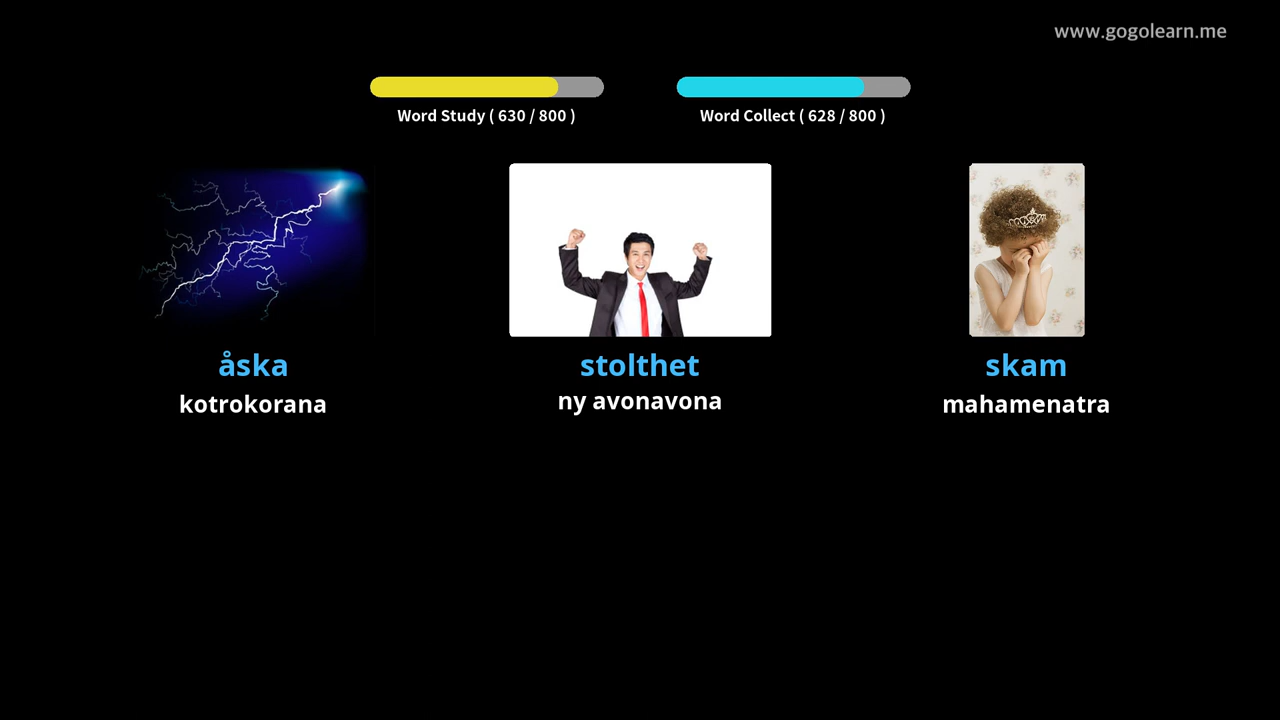 www.gogolearn.me
Word Study ( 630 / 800 )
Word Collect ( 628 / 800 )
åska
kotrokorana
stolthet
ny avonavona
skam
mahamenatra